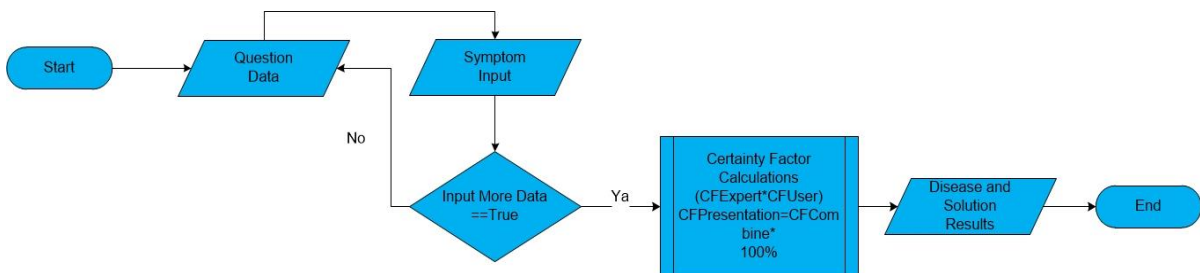 Start
Question
Data
Symptom
Input
No
Input More Data
==True
Ya
Certainty Factor
Calculations
(CFExpert*CFUser)
CFPresentation=CFCom
bine*
100%
Disease and
Solution
Results
End